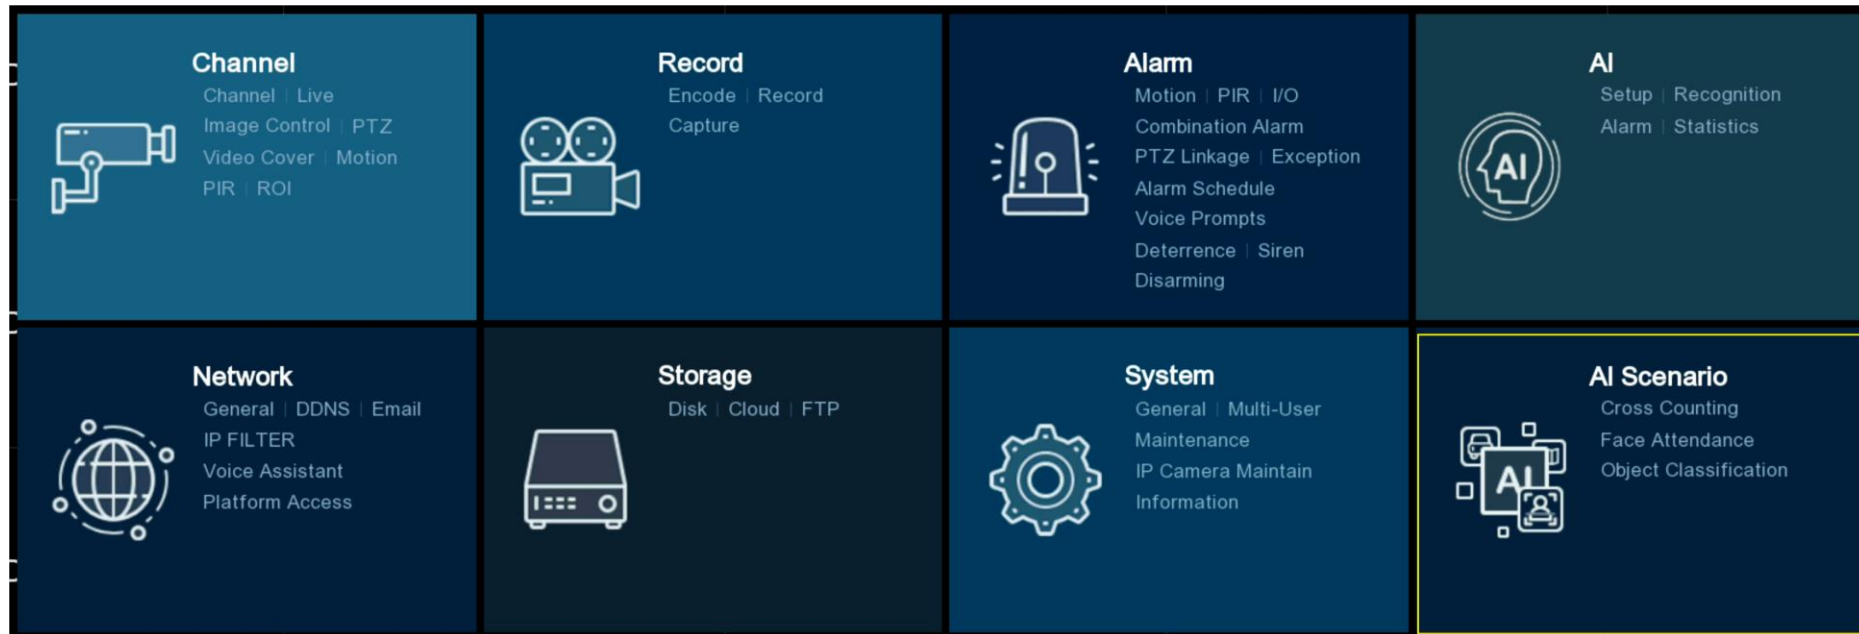 Channel
Channel | Live
Image Control | PTZ
Video Cover | Motion
PIR | ROI
Record
Encode | Record
Capture
Alarm
Motion | PIR | I/O
Combination Alarm
PTZ Linkage | Exception
Alarm Schedule
Voice Prompts
Deterrence | Siren
Disarming
AI
Setup | Recognition
Alarm | Statistics
AI
Network
General | DDNS | Email
IP FILTER
Voice Assistant
Platform Access
Storage
Disk | Cloud | FTP
System
General | Multi-User
Maintenance
IP Camera Maintain
Information
AI Scenario
Cross Counting
Face Attendance
Object Classification
AI